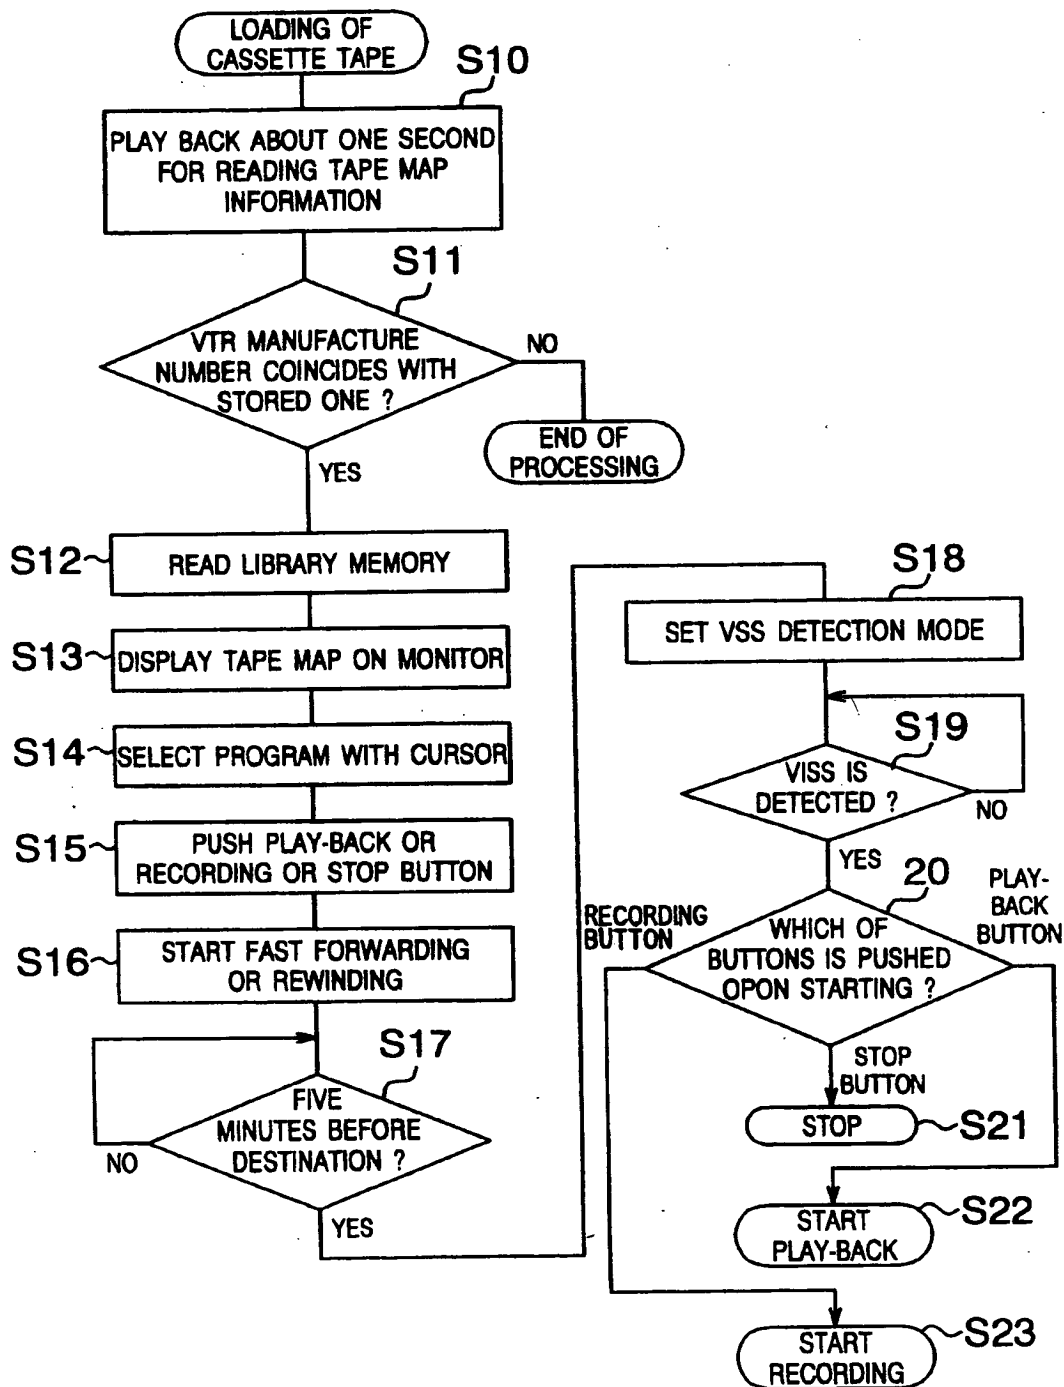 LOADING OF
CASSETTE TAPE
S10
PLAY BACK ABOUT ONE SECOND
FOR READING TAPE MAP
INFORMATION
S11
VTR MANUFACTURE
NUMBER COINCIDES WITH
STORED ONE ?
NO
END OF
PROCESSING
YES
S12
READ LIBRARY MEMORY
S13
DISPLAY TAPE MAP ON MONITOR
S14
SELECT PROGRAM WITH CURSOR
S15
PUSH PLAY-BACK OR
RECORDING OR STOP BUTTON
S16
START FAST FORWARDING
OR REWINDING
S17
FIVE
MINUTES BEFORE
DESTINATION ?
NO
YES
S18
SET VSS DETECTION MODE
S19
VISS IS
DETECTED ?
NO
YES
20
WHICH OF
BUTTONS IS PUSHED
OPON STARTING ?
RECORDING
BUTTON
PLAY-
BACK
BUTTON
STOP
BUTTON
STOP
S21
START
PLAY-BACK
S22
START
RECORDING
S23